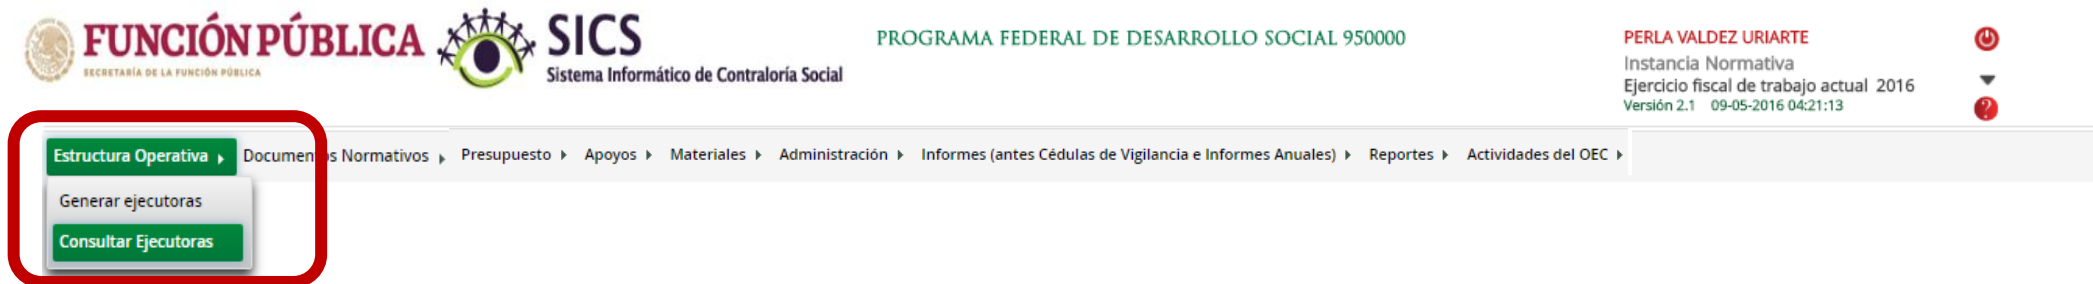 FUNCIÓN PÚBLICA
SECRETARÍA DE LA FUNCIÓN PÚBLICA
SICS
Sistema Informático de Contraloría Social
PROGRAMA FEDERAL DE DESARROLLO SOCIAL 950000
PERLA VALDEZ URIARTE
Instancia Normativa
Ejercicio fiscal de trabajo actual 2016
Versión 2.1 09-05-2016 04:21:13
?
Estructura Operativa Documentos Normativos Presupuesto Apoyos Materiales Administración Informes (antes Cédulas de Vigilancia e Informes Anuales) Reportes Actividades del OEC
Generar ejecutoras
Consultar Ejecutoras